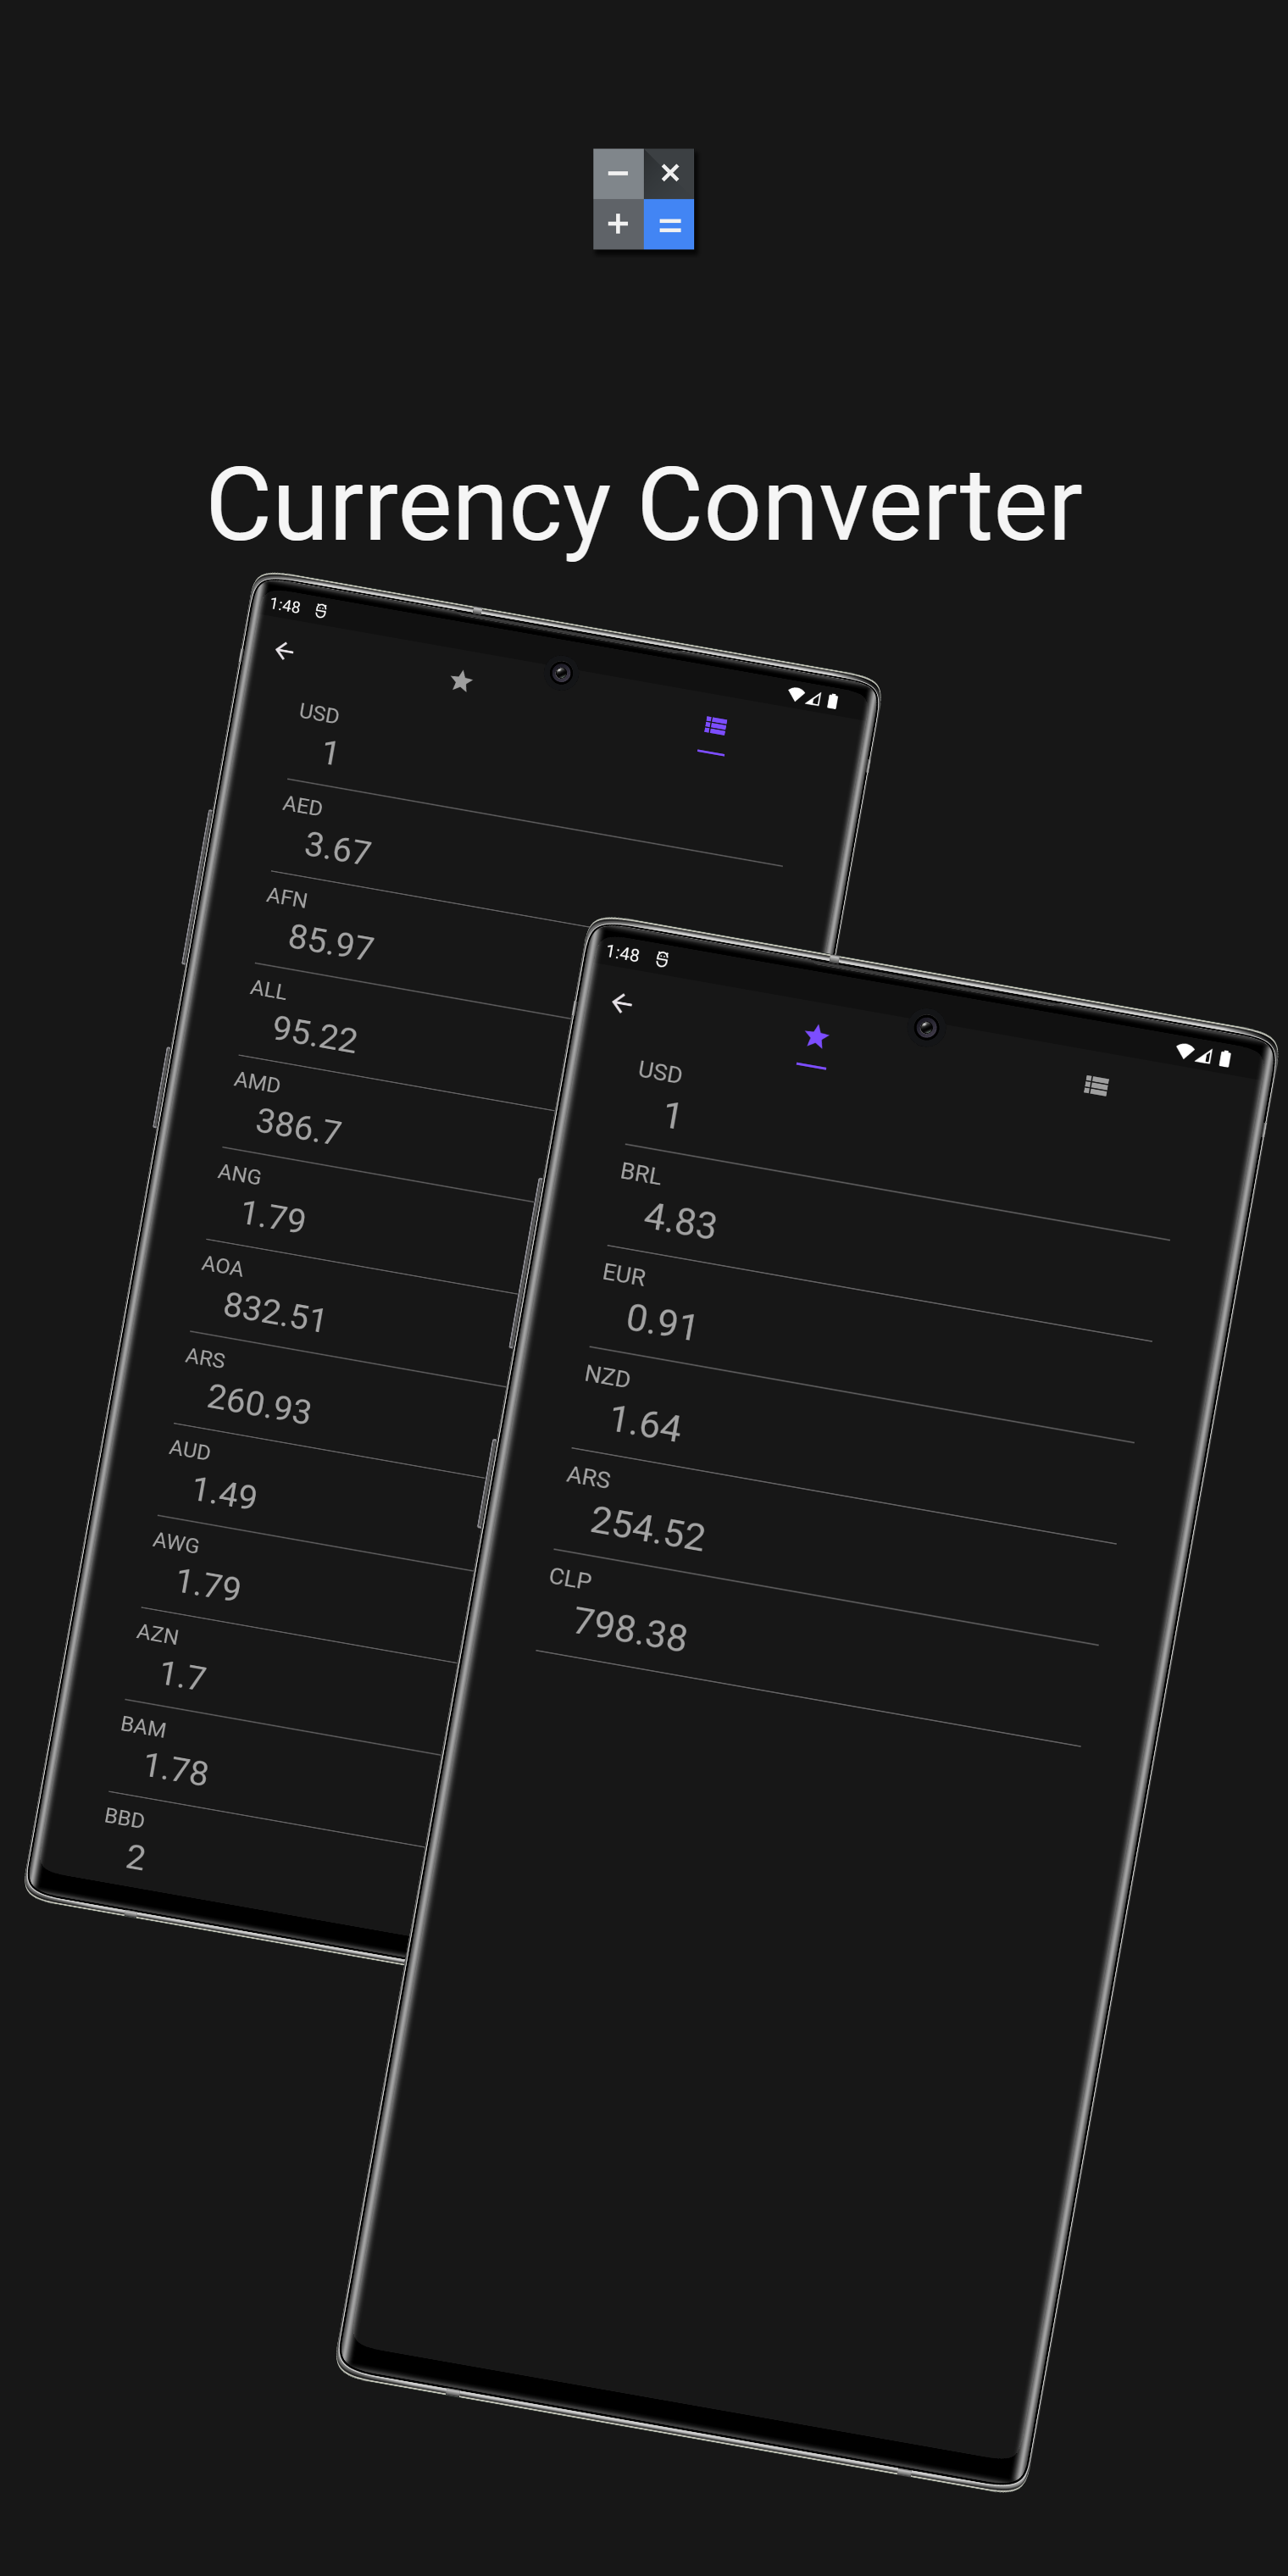 − ×
+ =
Currency Converter
1:48
USD
1
AED
3.67
AFN
85.97
ALL
95.22
AMD
386.7
ANG
1.79
AOA
832.51
ARS
260.93
AUD
1.49
AWG
1.79
AZN
1.7
BAM
1.78
BBD
2
1:48
USD
1
BRL
4.83
EUR
0.91
NZD
1.64
ARS
254.52
CLP
798.38